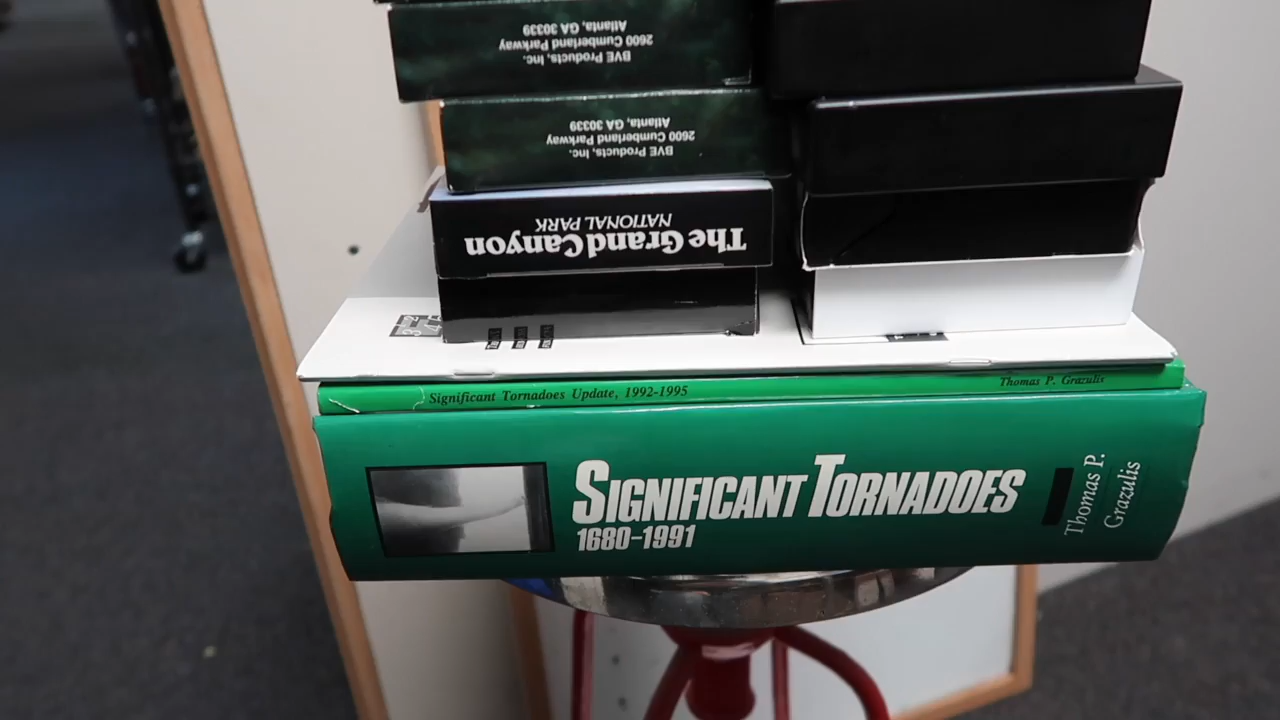 BVE Products, Inc.
2600 Cumberland Parkway
Atlanta, GA 30339
BVE Products, Inc.
2600 Cumberland Parkway
Atlanta, GA 30339
The Grand Canyon
NATIONAL PARK
Significant Tornadoes Update, 1992-1995
Thomas P. Grazulis
SIGNIFICANT TORNADOES
1680-1991
Thomas P.
Grazulis